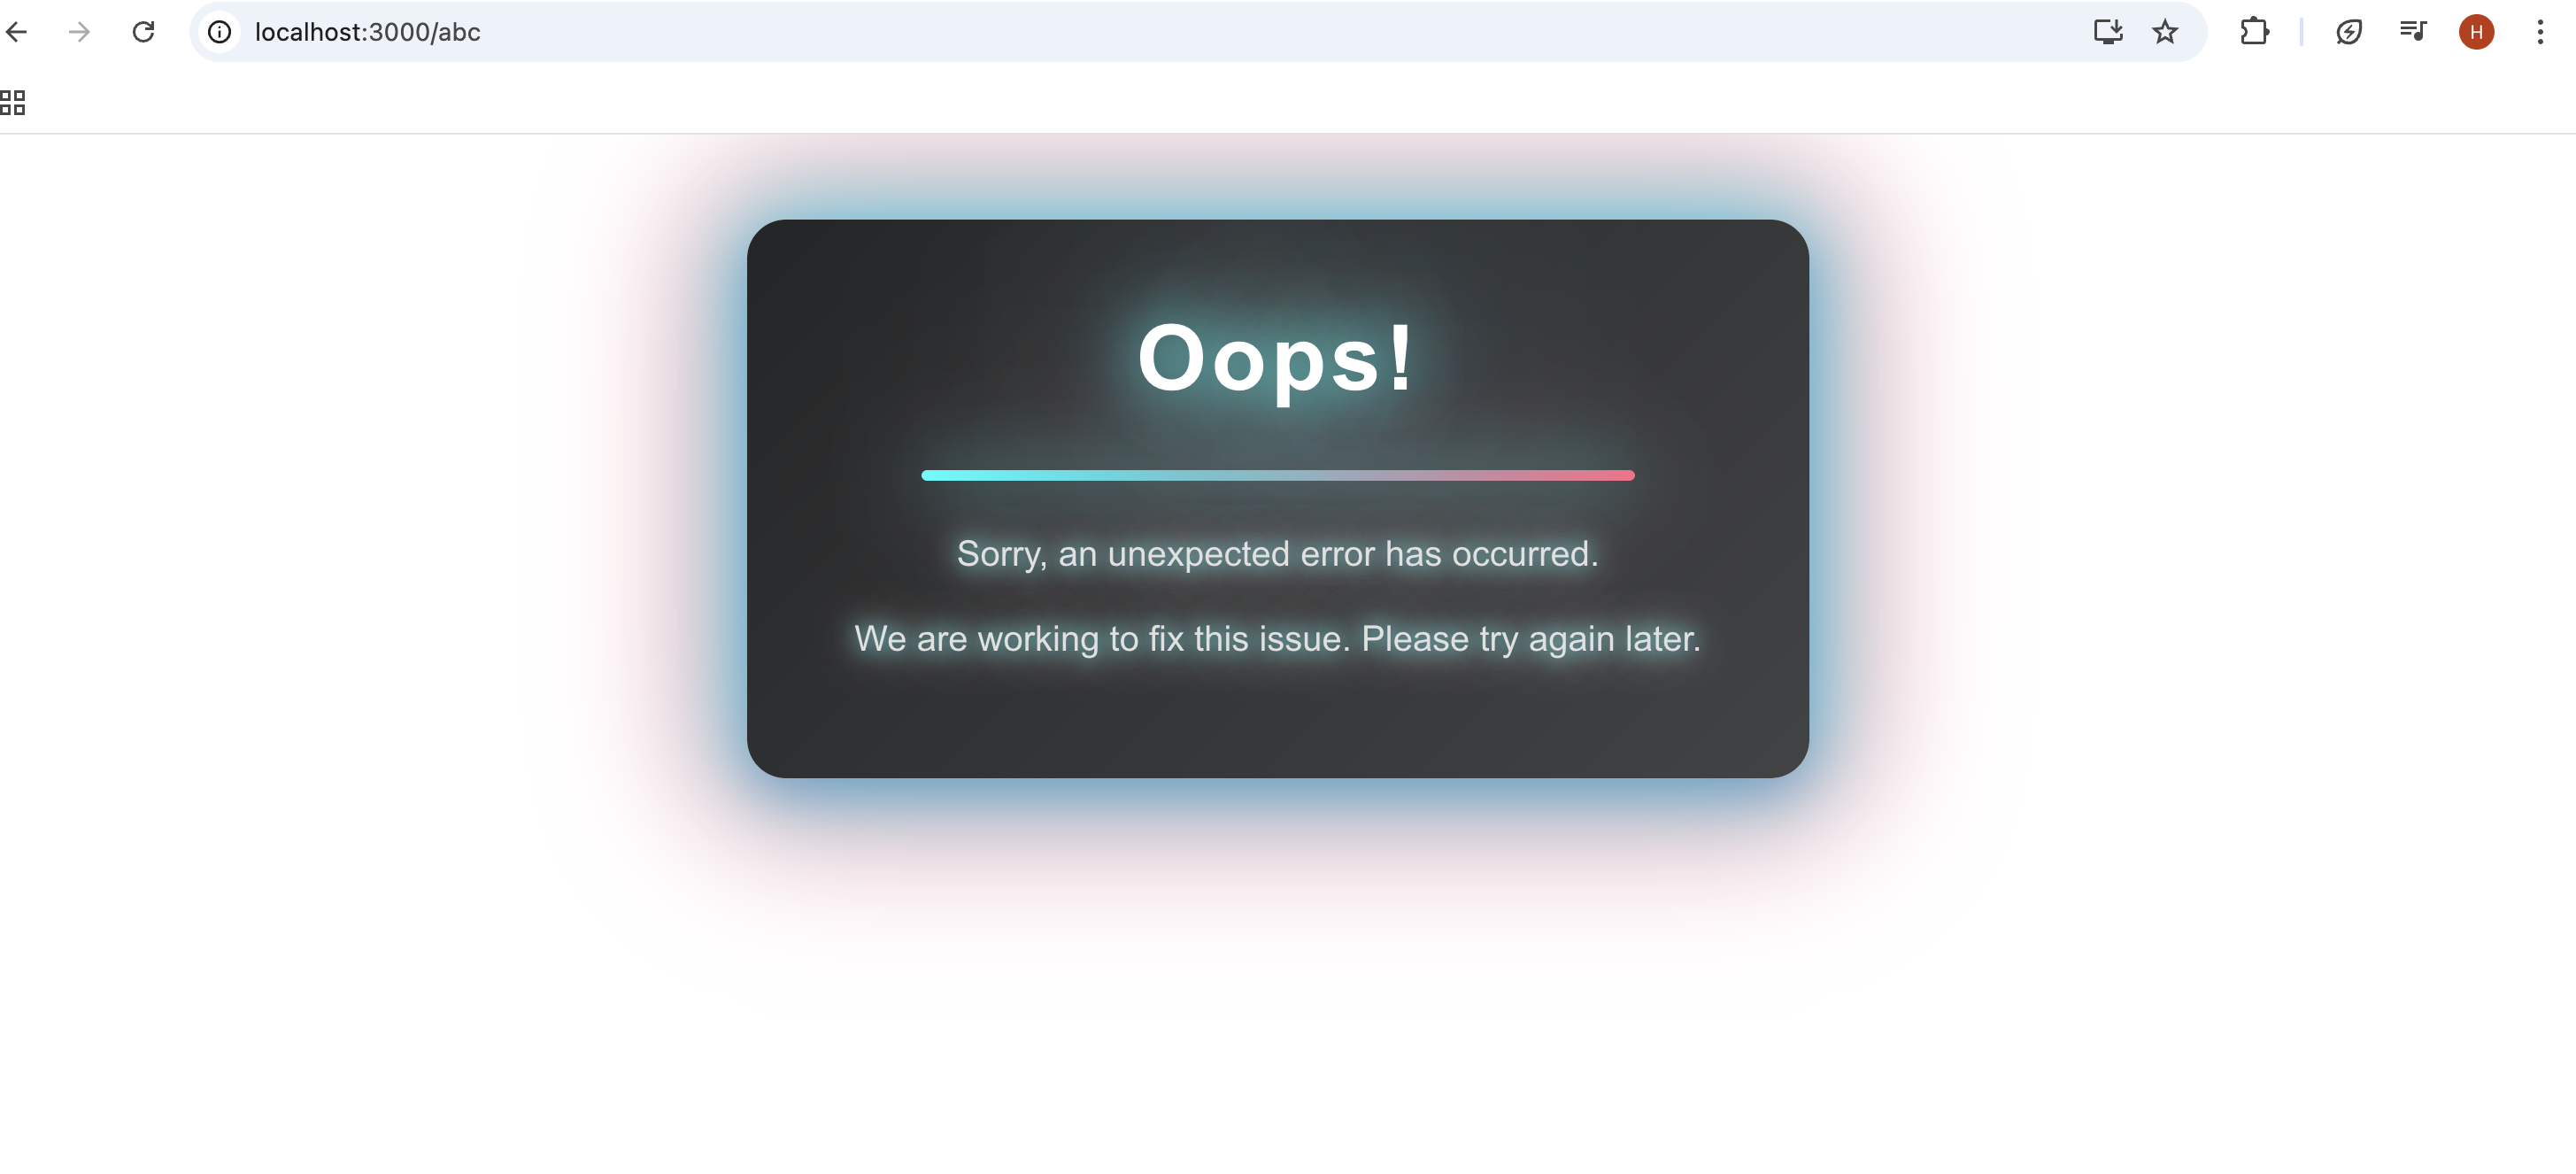 localhost:3000/abc
H
Oops!
Sorry, an unexpected error has occurred.
We are working to fix this issue. Please try again later.